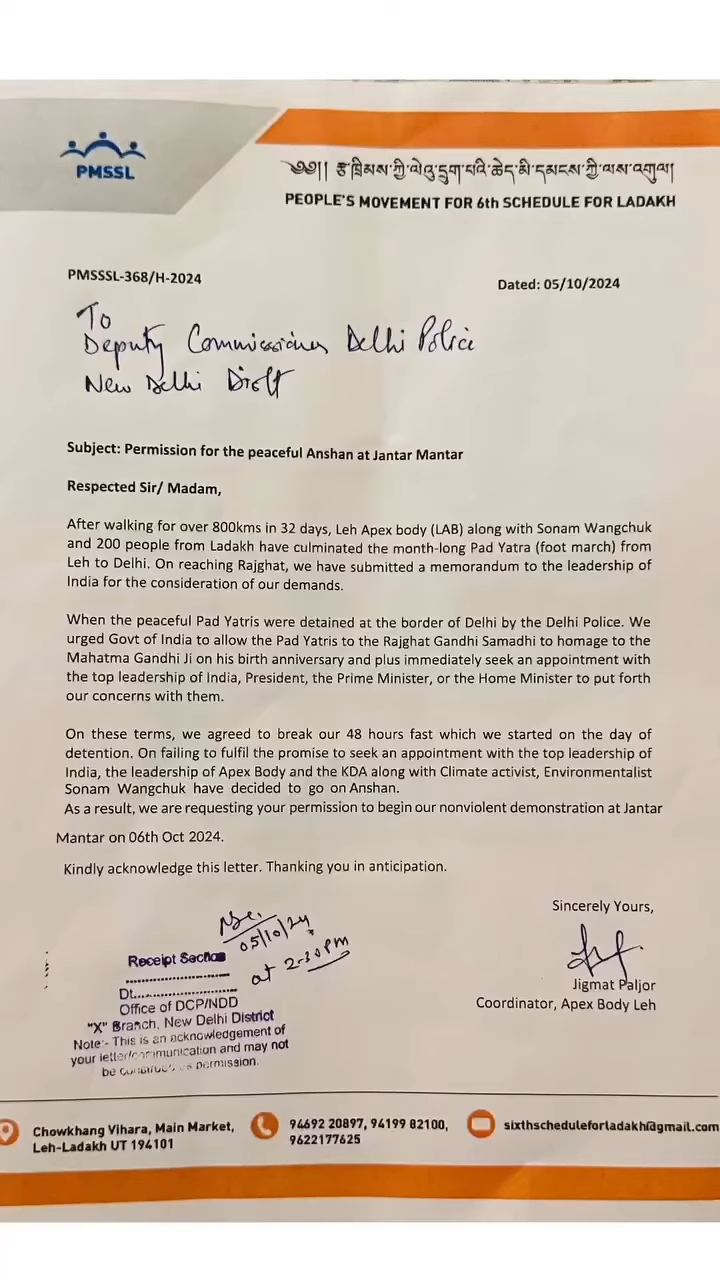 PMSSL
༄༅།། ཅ་ཁྲིམས་ཀྱི་ལེའུ་དྲུག་པའི་ཆེད་མི་དམངས་ཀྱི་ལས་འགུལ།
PEOPLE'S MOVEMENT FOR 6th SCHEDULE FOR LADAKH
PMSSSL-368/H-2024
Dated: 05/10/2024
To
Deputy Commissioner Delhi Police
New Delhi Distt
Subject: Permission for the peaceful Anshan at Jantar Mantar
Respected Sir/ Madam,
After walking for over 800kms in 32 days, Leh Apex body (LAB) along with Sonam Wangchuk
and 200 people from Ladakh have culminated the month-long Pad Yatra (foot march) from
Leh to Delhi. On reaching Rajghat, we have submitted a memorandum to the leadership of
India for the consideration of our demands.
When the peaceful Pad Yatris were detained at the border of Delhi by the Delhi Police. We
urged Govt of India to allow the Pad Yatris to the Rajghat Gandhi Samadhi to homage to the
Mahatma Gandhi Ji on his birth anniversary and plus immediately seek an appointment with
the top leadership of India, President, the Prime Minister, or the Home Minister to put forth
our concerns with them.
On these terms, we agreed to break our 48 hours fast which we started on the day of
detention. On failing to fulfil the promise to seek an appointment with the top leadership of
India, the leadership of Apex Body and the KDA along with Climate activist, Environmentalist
Sonam Wangchuk have decided to go on Anshan.
As a result, we are requesting your permission to begin our nonviolent demonstration at Jantar
Mantar on 06th Oct 2024.
Kindly acknowledge this letter. Thanking you in anticipation.
05/10/24
at 2-30 PM
Receipt Section
Dt.....................
Office of DCP/NDD
"X" Branch, New Delhi District
Note:- This is an acknowledgement of
your letter/communication and may not
be permission.
Sincerely Yours,
Jigmat Paljor
Coordinator, Apex Body Leh
Chowkhang Vihara, Main Market,
Leh-Ladakh UT 194101
94692 20897, 94199 82100,
9622177625
sixthscheduleforladakh@gmail.com